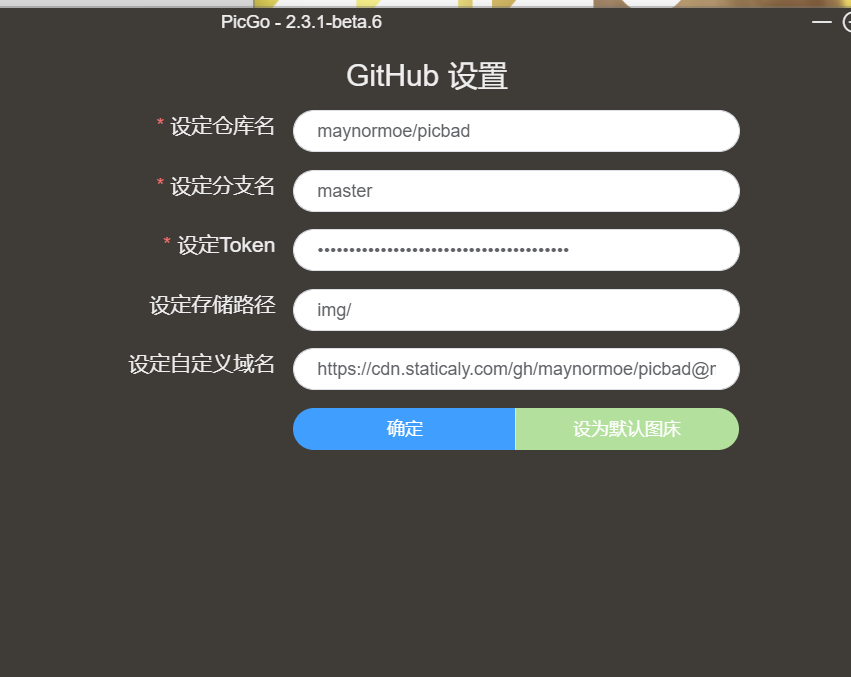 PicGo - 2.3.1-beta.6
GitHub 设置
* 设定仓库名 maynormoe/picbad
* 设定分支名 master
* 设定Token ••••••••••••••••••••••••••••••••••••••••
设定存储路径 img/
设定自定义域名 https://cdn.staticaly.com/gh/maynormoe/picbad@r
确定 设为默认图床